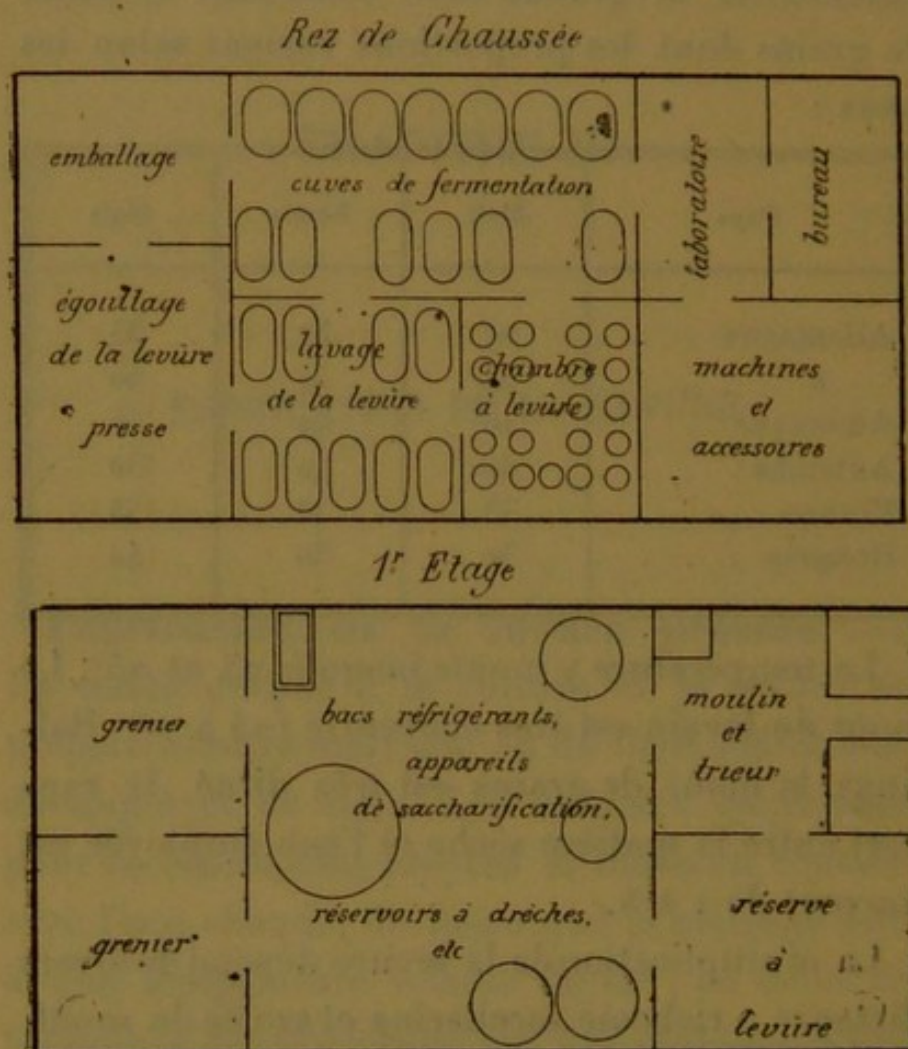 Rez de Chaussée
emballage
cuves de fermentation
laboratoire
bureau
égouttage
de la levûre
presse
lavage
de la levûre
chambre
à levûre
machines
et
accessoires
1r Etage
grenier
bacs réfrigérants,
appareils
de saccharification,
moulin
et
trieur
réservoirs à drêches,
etc
grenier
réserve
à
levûre